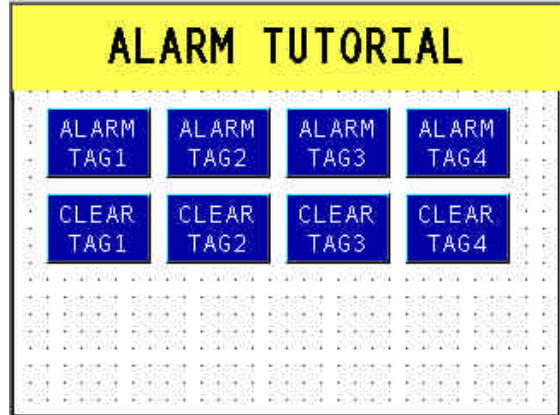 ALARM TUTORIAL
ALARM TAG1
ALARM TAG2
ALARM TAG3
ALARM TAG4
CLEAR TAG1
CLEAR TAG2
CLEAR TAG3
CLEAR TAG4